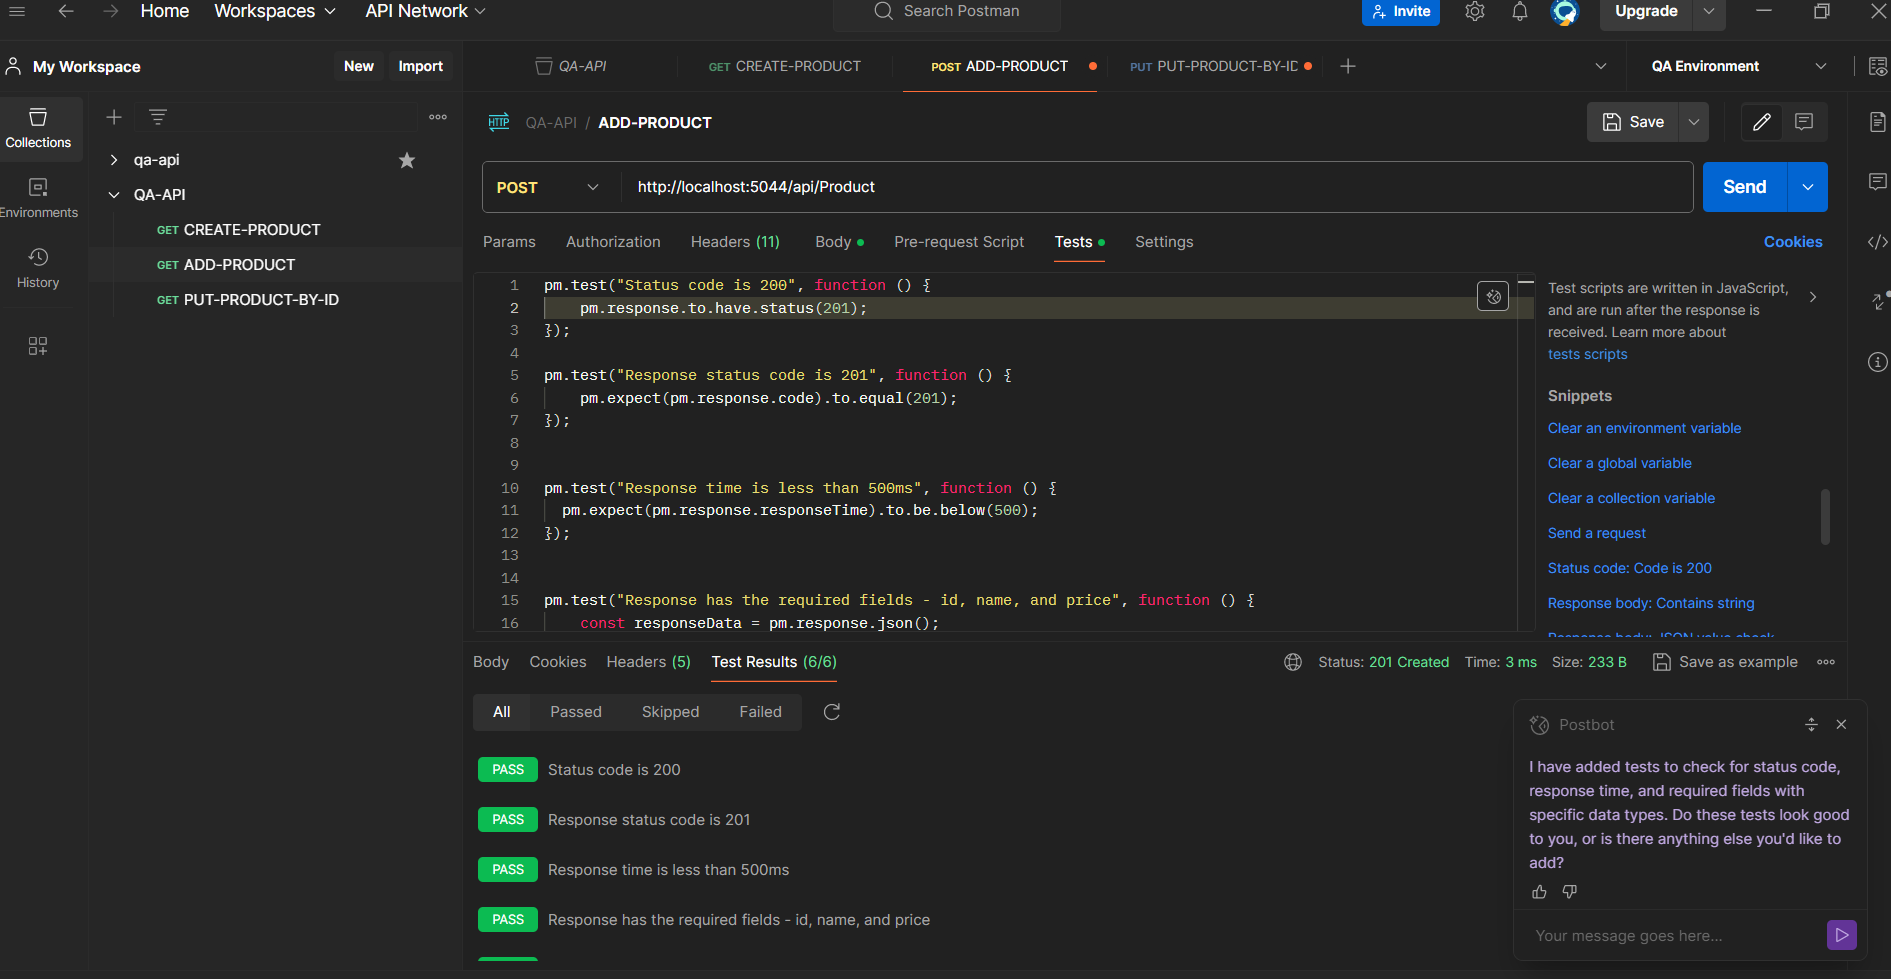 Home Workspaces API Network Search Postman Invite Upgrade
My Workspace New Import QA-API GET CREATE-PRODUCT POST ADD-PRODUCT PUT PUT-PRODUCT-BY-ID QA Environment
Collections
Environments
History
qa-api
QA-API
GET CREATE-PRODUCT
GET ADD-PRODUCT
GET PUT-PRODUCT-BY-ID
HTTP QA-API / ADD-PRODUCT Save
POST http://localhost:5044/api/Product Send
Params Authorization Headers (11) Body Pre-request Script Tests Settings Cookies
1 pm.test("Status code is 200", function () {
2 pm.response.to.have.status(201);
3 });
4
5 pm.test("Response status code is 201", function () {
6 pm.expect(pm.response.code).to.equal(201);
7 });
8
9
10 pm.test("Response time is less than 500ms", function () {
11 pm.expect(pm.response.responseTime).to.be.below(500);
12 });
13
14
15 pm.test("Response has the required fields - id, name, and price", function () {
16 const responseData = pm.response.json();
Test scripts are written in JavaScript,
and are run after the response is
received. Learn more about
tests scripts
Snippets
Clear an environment variable
Clear a global variable
Clear a collection variable
Send a request
Status code: Code is 200
Response body: Contains string
Response body: JSON value check
Body Cookies Headers (5) Test Results (6/6) Status: 201 Created Time: 3 ms Size: 233 B Save as example
All Passed Skipped Failed
PASS Status code is 200
PASS Response status code is 201
PASS Response time is less than 500ms
PASS Response has the required fields - id, name, and price
Postbot
I have added tests to check for status code,
response time, and required fields with
specific data types. Do these tests look good
to you, or is there anything else you'd like to
add?
Your message goes here...